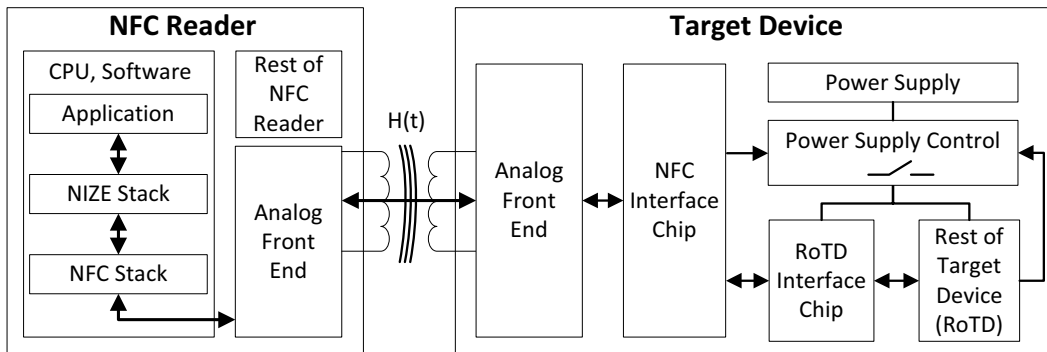 NFC Reader
CPU, Software
Application
NIZE Stack
NFC Stack
Rest of
NFC
Reader
Analog
Front
End
H(t)
Target Device
Analog
Front
End
NFC
Interface
Chip
Power Supply
Power Supply Control
RoTD
Interface
Chip
Rest of
Target
Device
(RoTD)